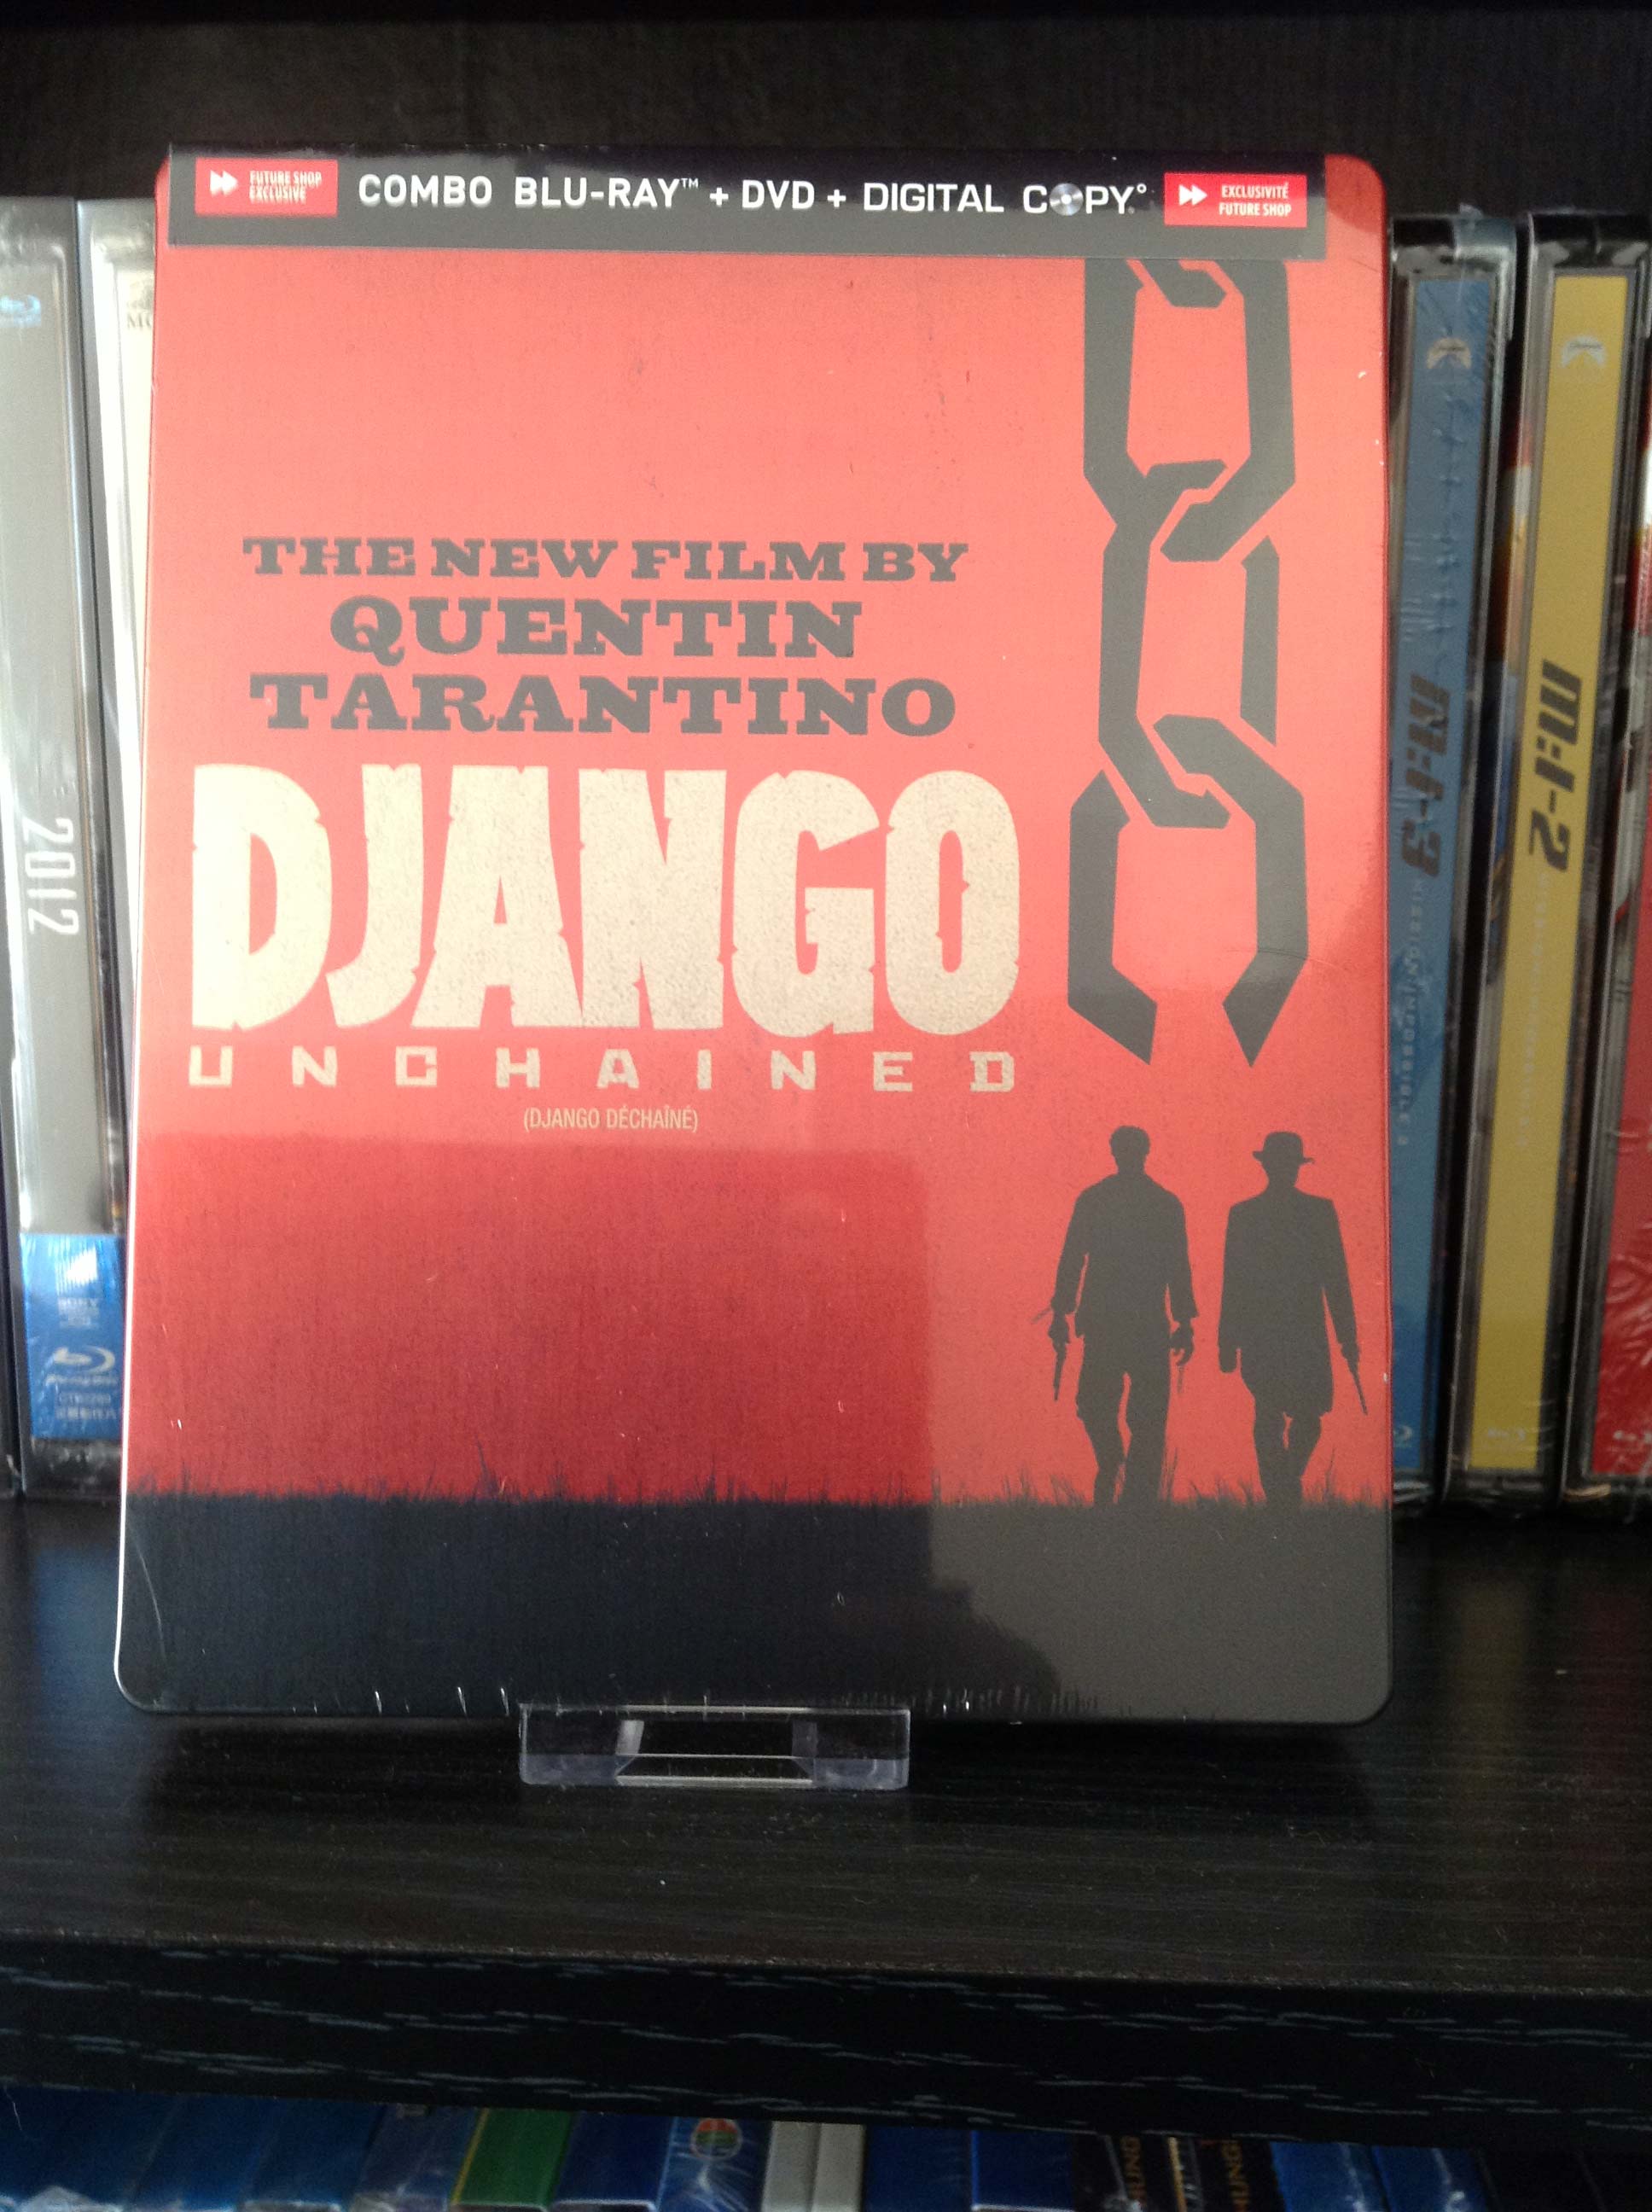 FUTURE SHOP
EXCLUSIVE
COMBO BLU-RAY™ + DVD + DIGITAL COPY
EXCLUSIVITÉ
FUTURE SHOP
THE NEW FILM BY
QUENTIN
TARANTINO
DJANGO
UNCHAINED
(DJANGO DÉCHAÎNÉ)
2012
SONY
M:I-3
M:I-2